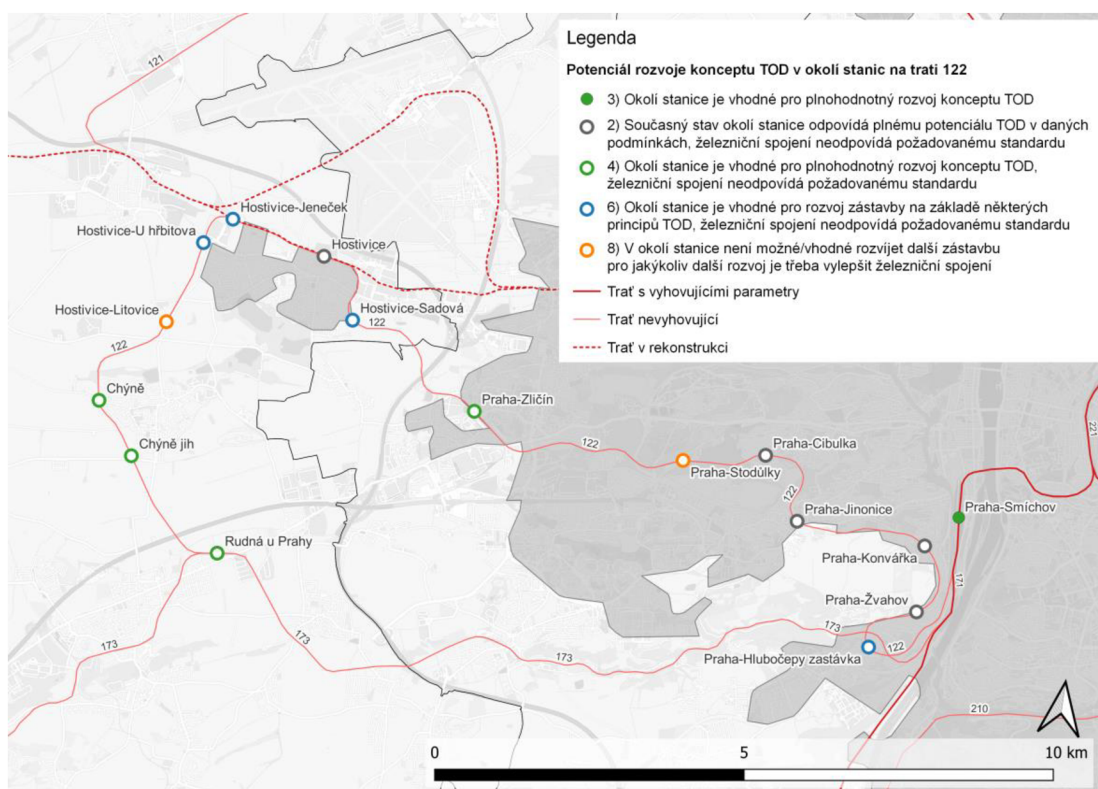 Legenda
Potenciál rozvoje konceptu TOD v okolí stanic na trati 122
3) Okolí stanice je vhodné pro plnohodnotný rozvoj konceptu TOD
2) Současný stav okolí stanice odpovídá plnému potenciálu TOD v daných
podmínkách, železniční spojení neodpovídá požadovanému standardu
4) Okolí stanice je vhodné pro plnohodnotný rozvoj konceptu TOD,
železniční spojení neodpovídá požadovanému standardu
6) Okolí stanice je vhodné pro rozvoj zástavby na základě některých
principů TOD, železniční spojení neodpovídá požadovanému standardu
8) V okolí stanice není možné/vhodné rozvíjet další zástavbu
pro jakýkoliv další rozvoj je třeba vylepšit železniční spojení
Trať s vyhovujícími parametry
Trať nevyhovující
Trať v rekonstrukci
121
Hostivice-Jeneček
Hostivice-U hřbitova
Hostivice
Hostivice-Litovice
Hostivice-Sadová
122
122
Chýně
Praha-Zličín
Chýně jih
122
Praha-Cibulka
Praha-Stodůlky
221
122
Praha-Jinonice
Praha-Smíchov
Rudná u Prahy
Praha-Konvářka
171
Praha-Žvahov
173
173
173
122
Praha-Hlubočepy zastávka
210
0
5
10 km